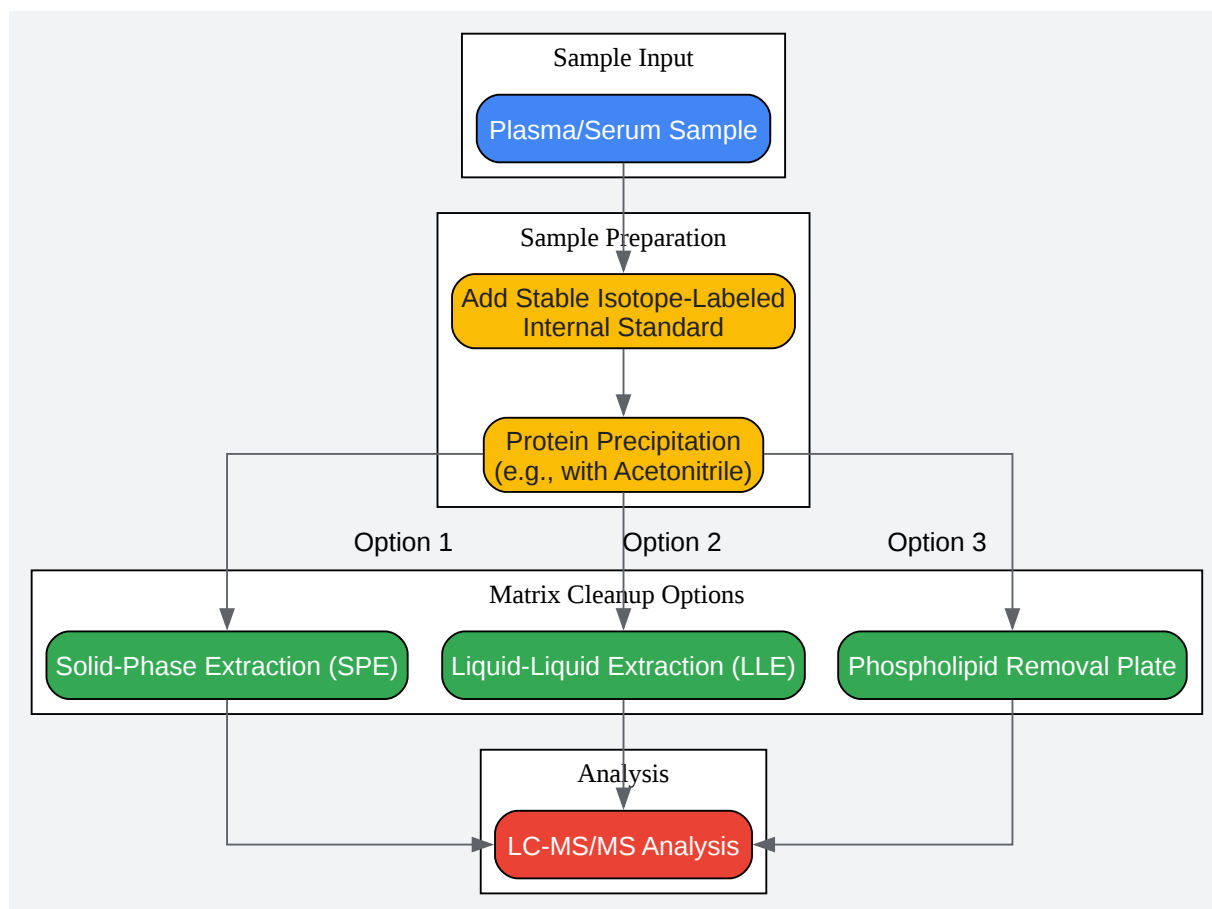 Sample Input
Plasma/Serum Sample
Sample Preparation
Add Stable Isotope-Labeled
Internal Standard
Protein Precipitation
(e.g., with Acetonitrile)
Option 1
Option 2
Option 3
Matrix Cleanup Options
Solid-Phase Extraction (SPE)
Liquid-Liquid Extraction (LLE)
Phospholipid Removal Plate
Analysis
LC-MS/MS Analysis